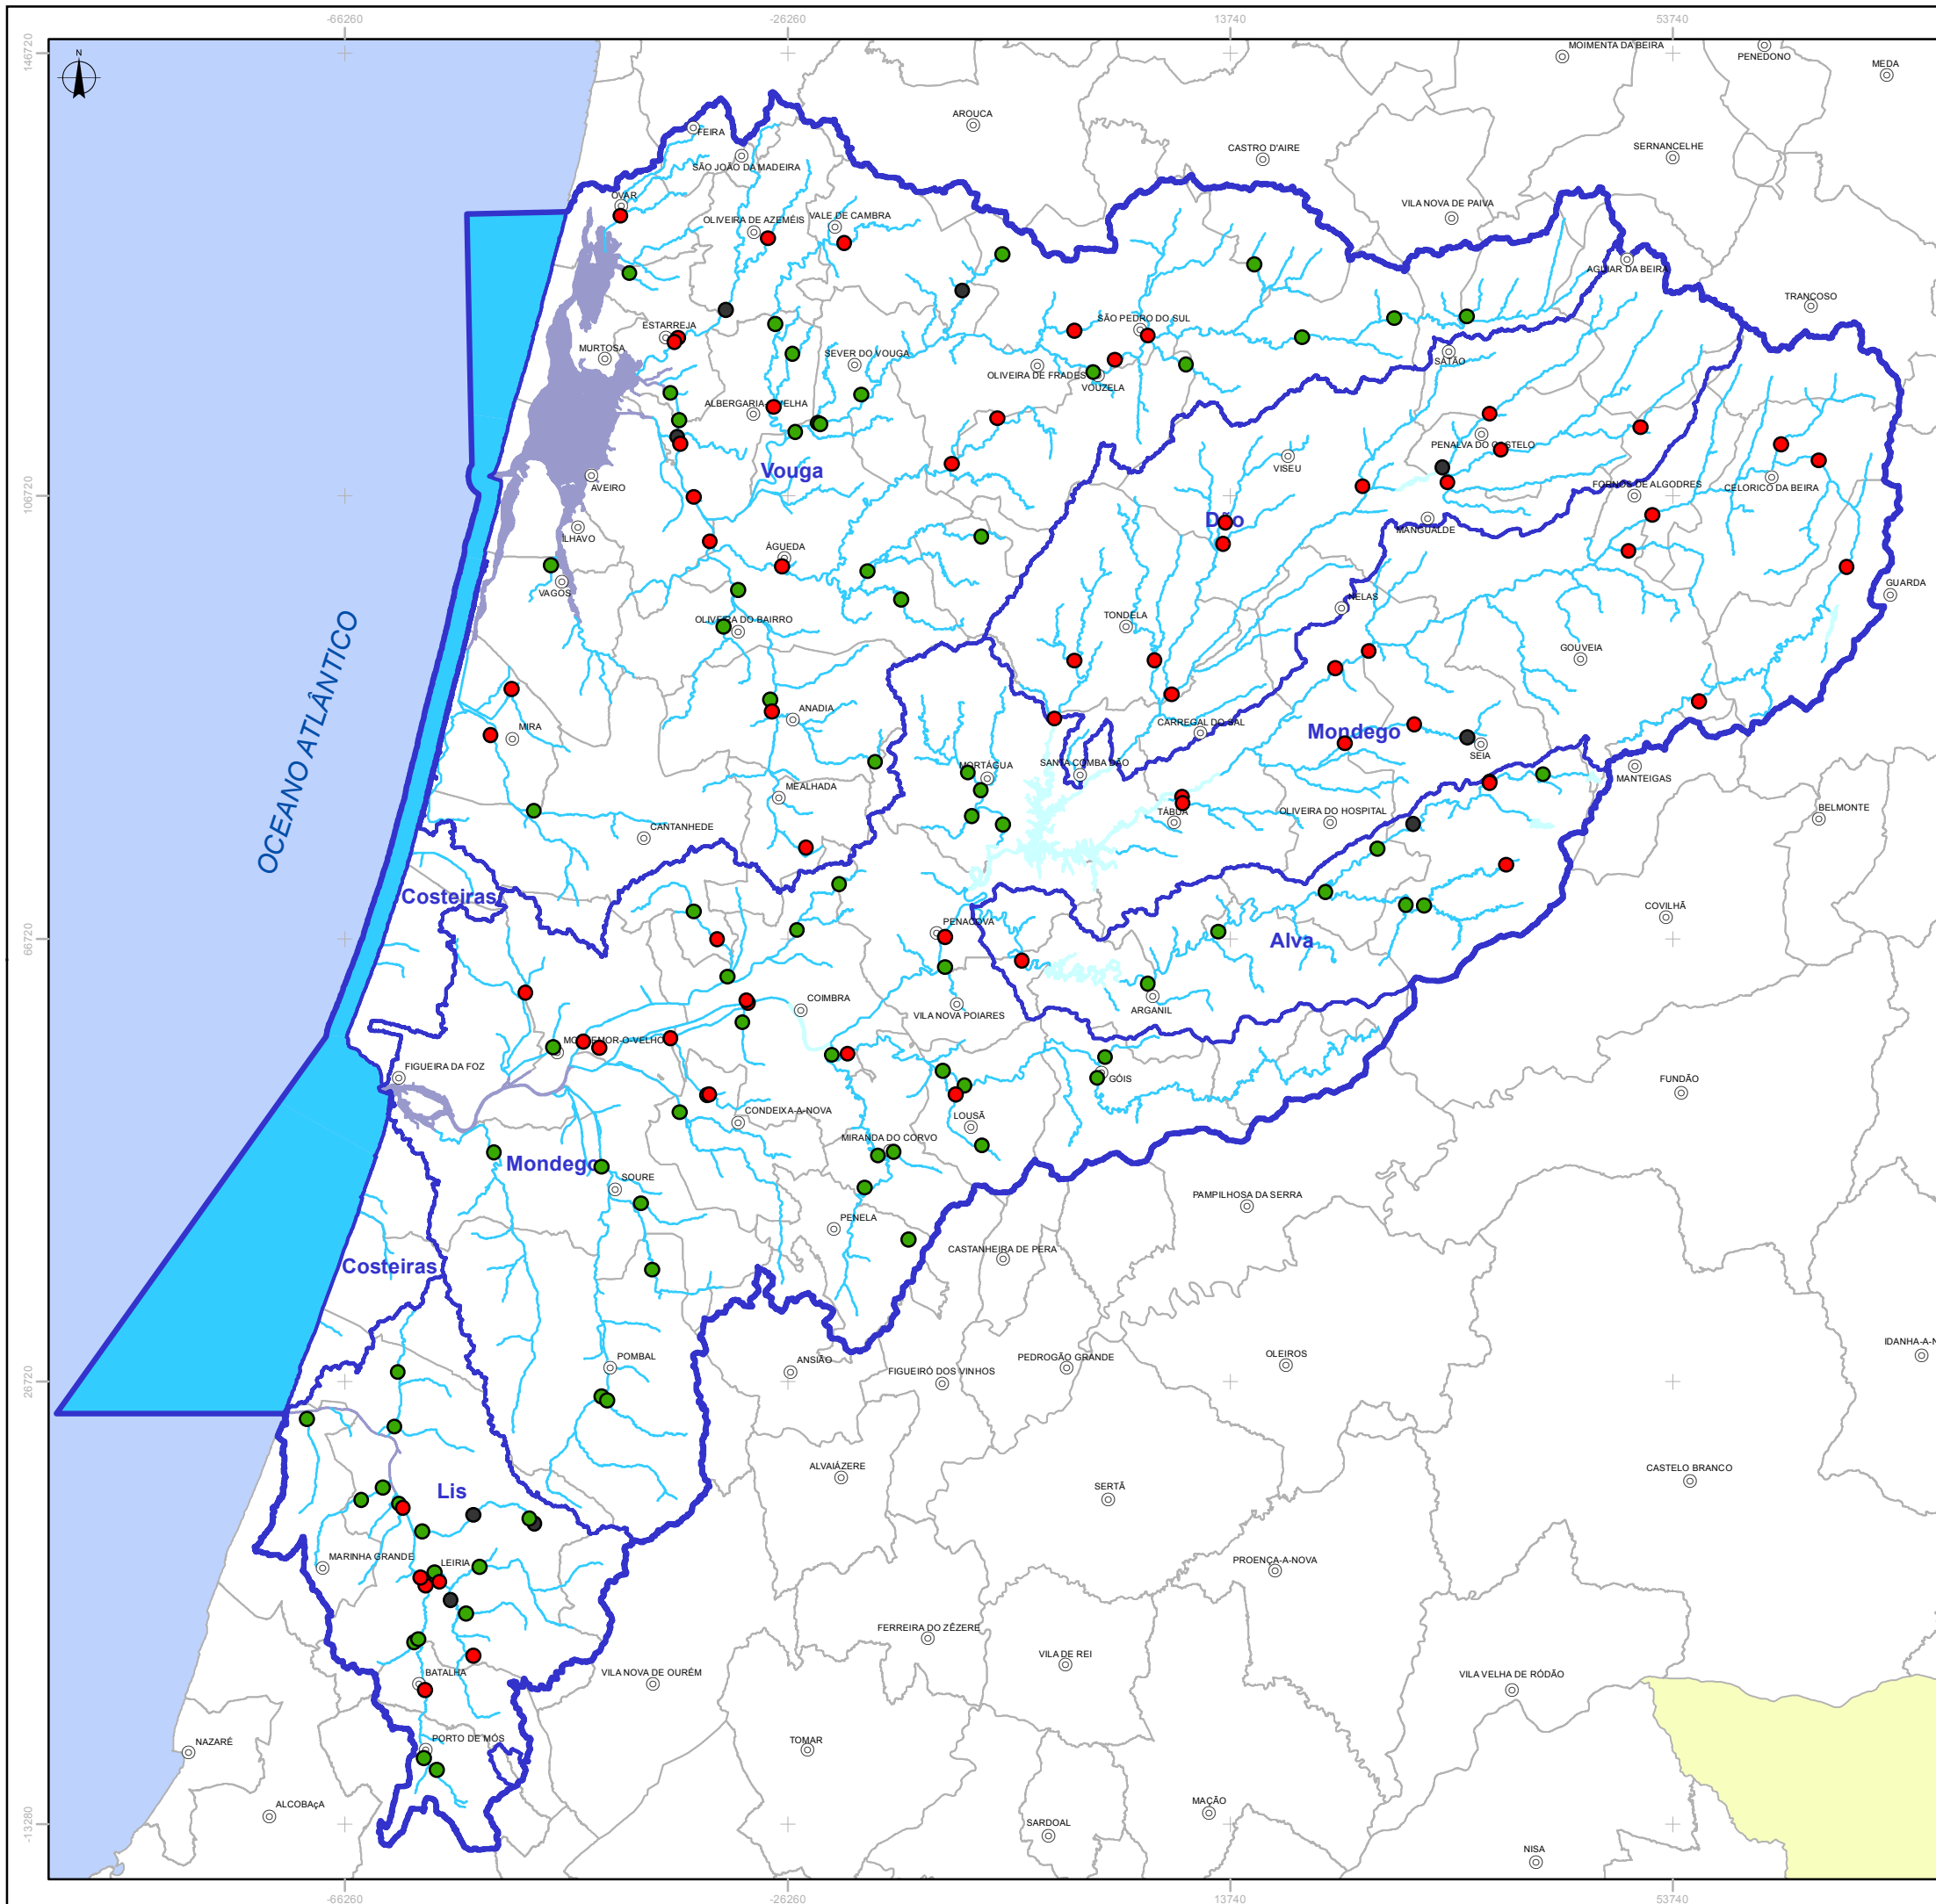 -66260
-26260
13740
53740
146720
N
MOIMENTA DA BEIRA
PENEDONO
MEDA
AROUCA
FEIRA
CASTRO D'AIRE
SERNANCELHE
SÃO JOÃO DA MADEIRA
OVAR
OLIVEIRA DE AZEMÉIS
VALE DE CAMBRA
VILA NOVA DE PAIVA
AGUIAR DA BEIRA
TRANCOSO
ESTARREJA
SÃO PEDRO DO SUL
MURTOSA
SEVER DO VOUGA
SÁTÃO
OLIVEIRA DE FRADES
VOUZELA
ALBERGARIA-A-VELHA
PENALVA DO CASTELO
VISEU
Vouga
106720
AVEIRO
FORNOS DE ALGODRES
CELORICO DA BEIRA
Dão
MANGUALDE
ÍLHAVO
ÁGUEDA
GUARDA
VAGOS
NELAS
OLIVEIRA DO BAIRRO
TONDELA
GOUVEIA
OCEANO ATLÂNTICO
ANADIA
CARREGAL DO SAL
Mondego
MIRA
SEIA
MORTÁGUA
SANTA COMBA DÃO
MANTEIGAS
MEALHADA
TÁBUA
OLIVEIRA DO HOSPITAL
BELMONTE
CANTANHEDE
Costeiras
COVILHÃ
PENACOVA
66720
Alva
COIMBRA
VILA NOVA POIARES
ARGANIL
MONTEMOR-O-VELHO
FIGUEIRA DA FOZ
GÓIS
FUNDÃO
CONDEIXA-A-NOVA
LOUSÃ
MIRANDA DO CORVO
Mondego
SOURE
PAMPILHOSA DA SERRA
PENELA
CASTANHEIRA DE PERA
Costeiras
IDANHA-A-N
POMBAL
ANSIÃO
PEDROGÃO GRANDE
OLEIROS
FIGUEIRÓ DOS VINHOS
26720
ALVAIÁZERE
CASTELO BRANCO
SERTÃ
Lis
MARINHA GRANDE
LEIRIA
PROENÇA-A-NOVA
FERREIRA DO ZÊZERE
VILA DE REI
BATALHA
VILA NOVA DE OURÉM
VILA VELHA DE RÓDÃO
NAZARÉ
PORTO DE MÓS
TOMAR
ALCOBAçA
MAÇÃO
-13280
SARDOAL
NISA
-66260
-26260
13740
53740